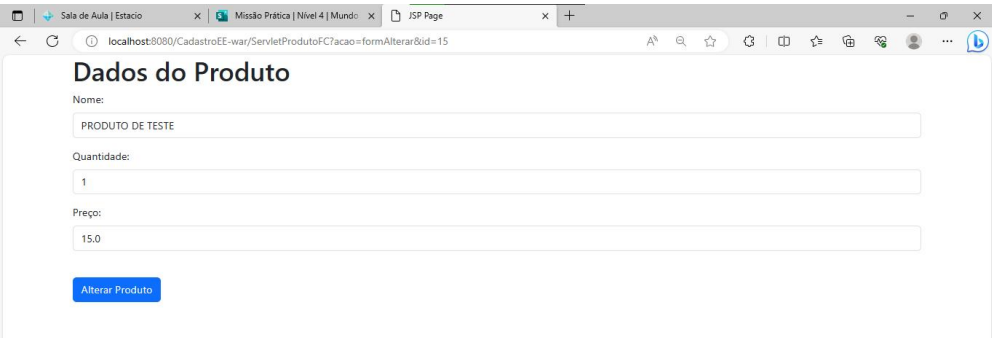 Sala de Aula | Estacio
Missão Prática | Nível 4 | Mundo
JSP Page
localhost:8080/CadastroEE-war/ServletProdutoFC?acao=formAlterar&id=15
Dados do Produto
Nome:
PRODUTO DE TESTE
Quantidade:
1
Preço:
15.0
Alterar Produto